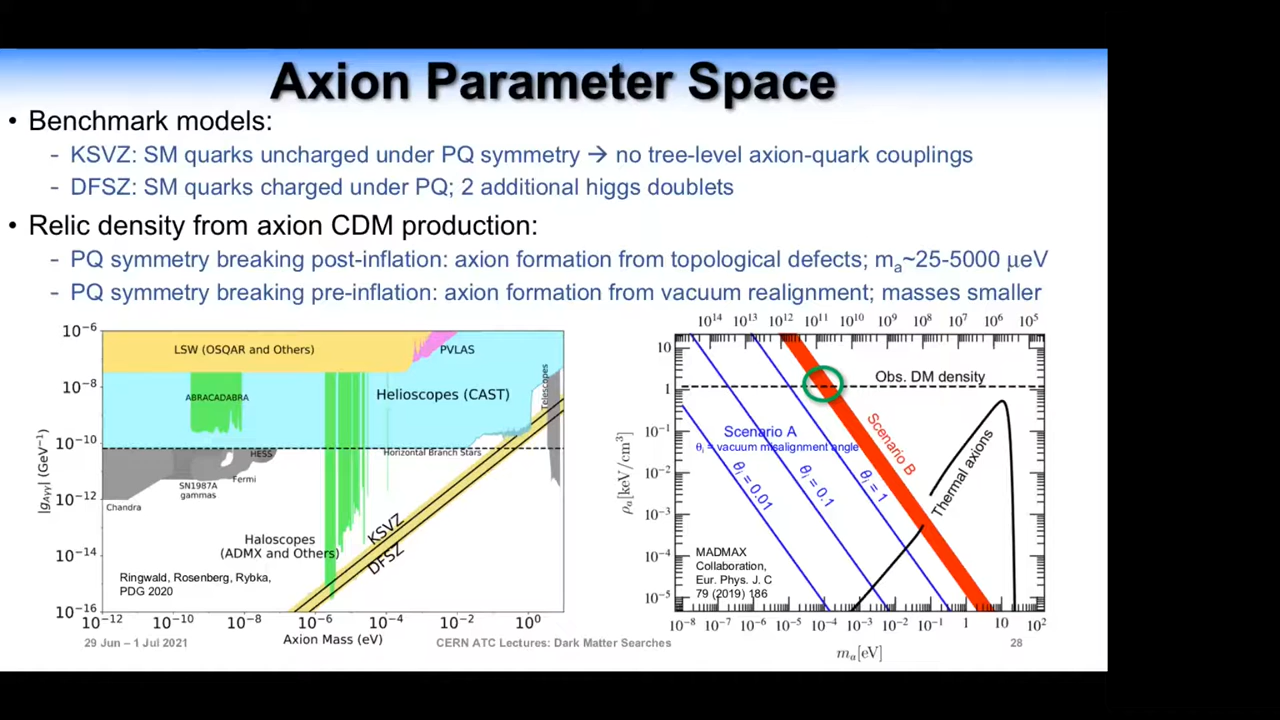 Axion Parameter Space
• Benchmark models:
- KSVZ: SM quarks uncharged under PQ symmetry → no tree-level axion-quark couplings
- DFSZ: SM quarks charged under PQ; 2 additional higgs doublets
• Relic density from axion CDM production:
- PQ symmetry breaking post-inflation: axion formation from topological defects; mₐ~25-5000 μeV
- PQ symmetry breaking pre-inflation: axion formation from vacuum realignment; masses smaller
10⁻⁶
10⁻⁸
10⁻¹⁰
10⁻¹²
10⁻¹⁴
10⁻¹⁶
|g_Aγγ| (GeV⁻¹)
LSW (OSQAR and Others)
PVLAS
ABRACADABRA
Helioscopes (CAST)
Telescopes
HESS
Horizontal Branch Stars
SN1987A
gammas
Fermi
Chandra
Haloscopes
(ADMX and Others)
KSVZ
DFSZ
Ringwald, Rosenberg, Rybka,
PDG 2020
10⁻¹² 10⁻¹⁰ 10⁻⁸ 10⁻⁶ 10⁻⁴ 10⁻² 10⁰
Axion Mass (eV)
10¹⁴ 10¹³ 10¹² 10¹¹ 10¹⁰ 10⁹ 10⁸ 10⁷ 10⁶ 10⁵
10
1
10⁻¹
10⁻²
10⁻³
10⁻⁴
10⁻⁵
ρₐ[keV/cm³]
Obs. DM density
Scenario A
θᵢ = vacuum misalignment angle
Scenario B
θᵢ = 0.01
θᵢ = 0.1
θᵢ = 1
Thermal axions
MADMAX
Collaboration,
Eur. Phys. J. C
79 (2019) 186
10⁻⁸ 10⁻⁷ 10⁻⁶ 10⁻⁵ 10⁻⁴ 10⁻³ 10⁻² 10⁻¹ 1 10 10²
mₐ[eV]
29 Jun – 1 Jul 2021
CERN ATC Lectures: Dark Matter Searches
28